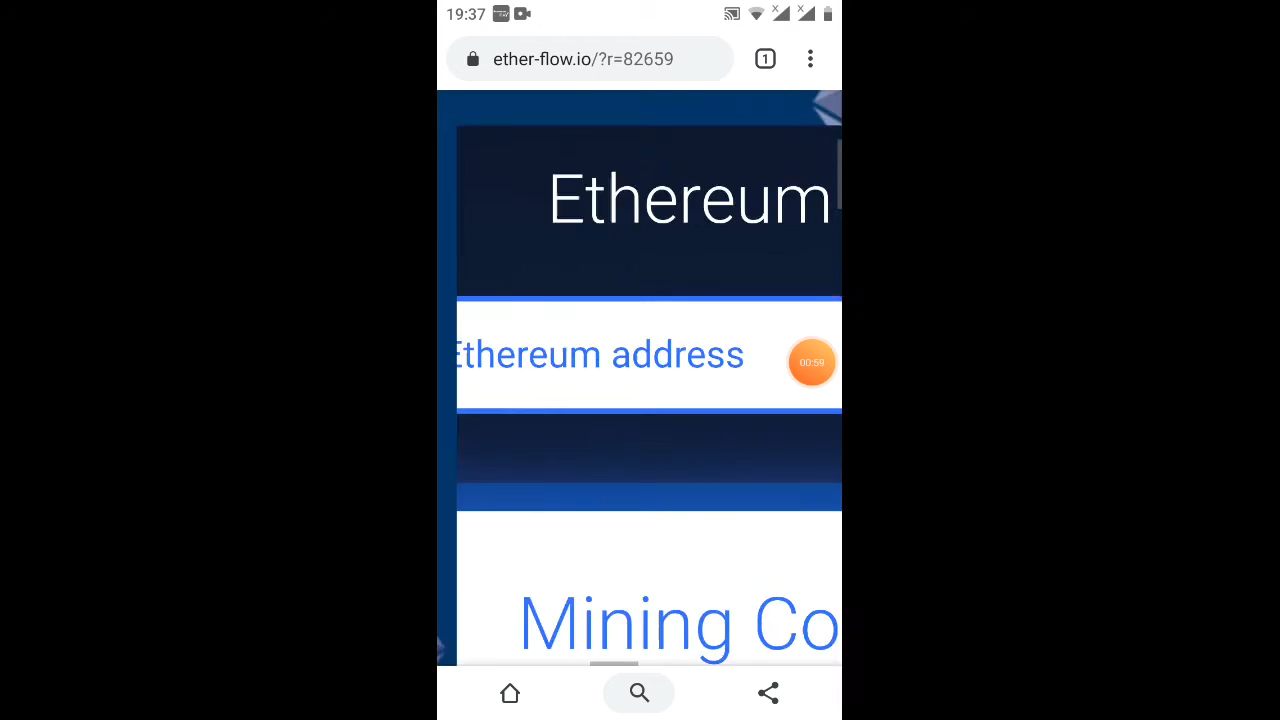 19:37
ether-flow.io/?r=82659
1
Ethereum
Ethereum address
00:59
Mining Co